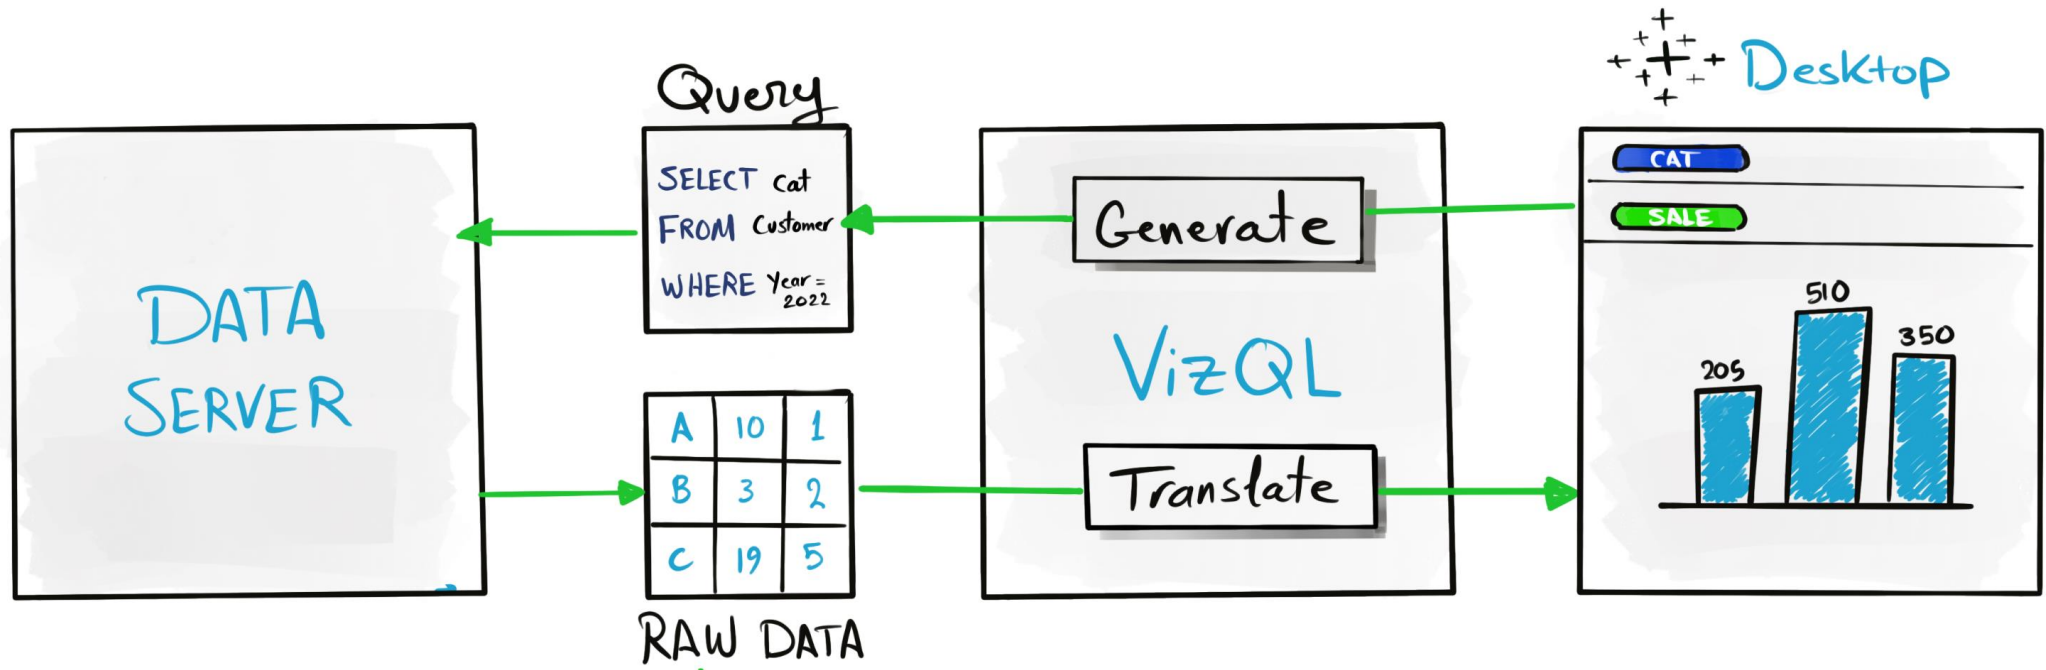 Query
SELECT cat
FROM Customer
WHERE Year =
2022
DATA
SERVER
A 10 1
B 3 2
C 19 5
RAW DATA
Generate
VizQL
Translate
Desktop
CAT
SALE
205
510
350